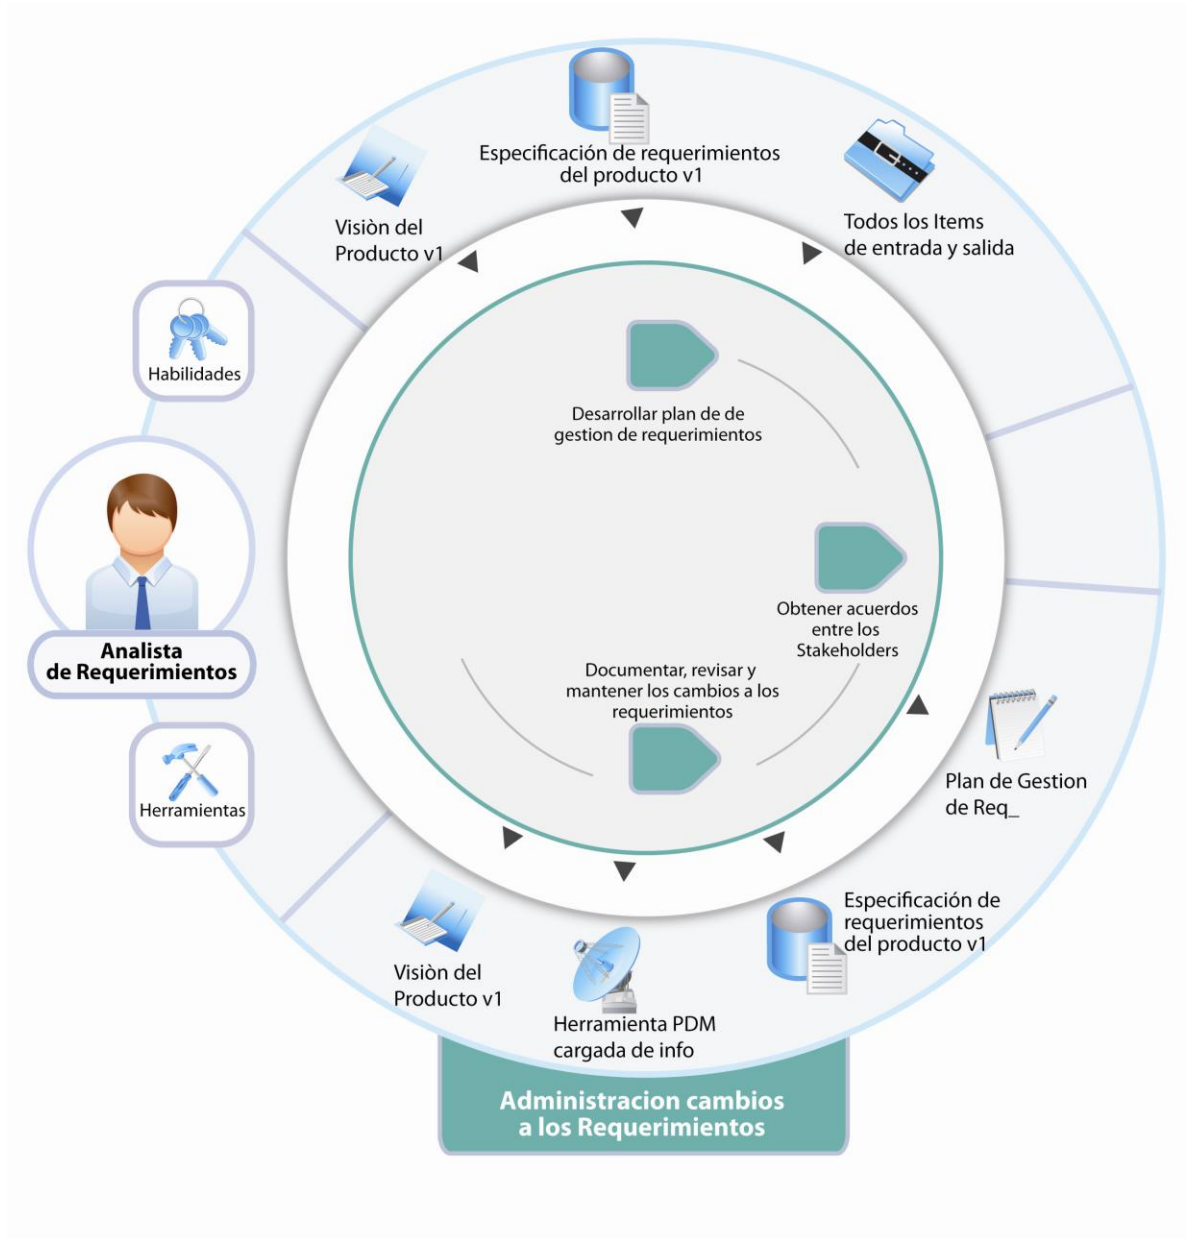 Especificación de requerimientos
del producto v1
Visiòn del
Producto v1
Todos los Items
de entrada y salida
Habilidades
Desarrollar plan de de
gestion de requerimientos
Analista
de Requerimientos
Obtener acuerdos
entre los
Stakeholders
Documentar, revisar y
mantener los cambios a los
requerimientos
Herramientas
Plan de Gestion
de Req_
Especificación de
requerimientos
del producto v1
Visiòn del
Producto v1
Herramienta PDM
cargada de info
Administracion cambios
a los Requerimientos